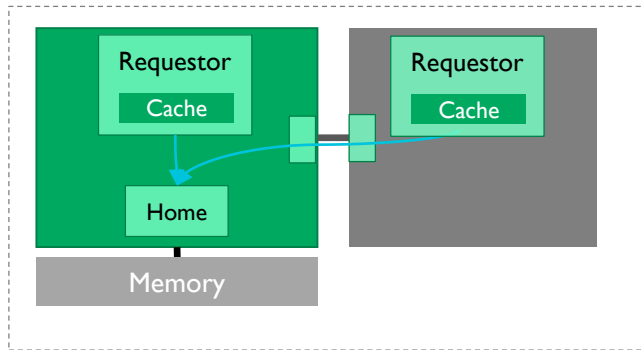 Requestor
Cache
Requestor
Cache
Home
Memory